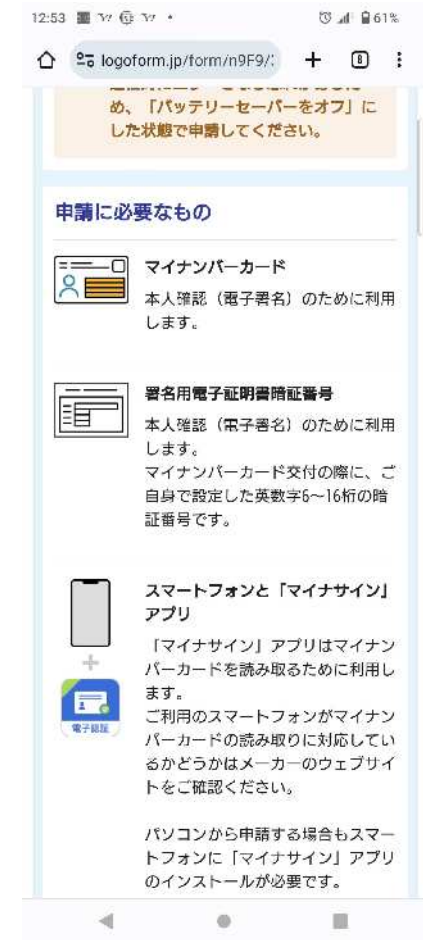 12:53
61%
logoform.jp/form/n9F9/
8
め、「バッテリーセーバーをオフ」に
した状態で申請してください。
申請に必要なもの
マイナンバーカード
本人確認（電子署名）のために利用
します。
署名用電子証明書暗証番号
本人確認（電子署名）のために利用
します。
マイナンバーカード交付の際に、ご
自身で設定した英数字6〜16桁の暗
証番号です。
スマートフォンと「マイナサイン」
アプリ
「マイナサイン」アプリはマイナン
バーカードを読み取るために利用し
ます。
ご利用のスマートフォンがマイナン
バーカードの読み取りに対応してい
るかどうかはメーカーのウェブサイ
トをご確認ください。
電子認証
パソコンから申請する場合もスマー
トフォンに「マイナサイン」アプリ
のインストールが必要です。